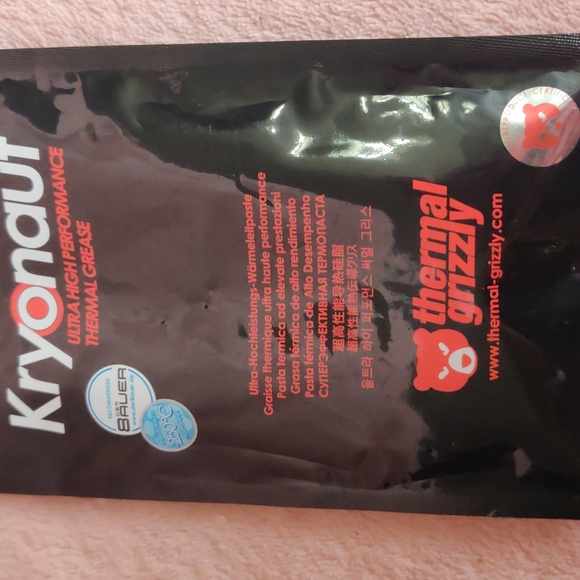 Kryonaut
ULTRA HIGH PERFORMANCE
THERMAL GREASE
RECOMMENDED
DER
BAUER
250°C
Ultra-Hochleistungs-Wärmeleitpaste
Graisse thermique ultra haute performance
Pasta termica ad elevate prestazioni
Grasa térmica de alto rendimiento
Pasta térmica de Alto Desempenho
СУПЕРЭФФЕКТИВНАЯ ТЕРМОПАСТА
超高性能导热硅脂
超高性能熱伝導グリス
울트라 하이 퍼포먼스 써멀 그리스
thermal
grizzly
www.thermal-grizzly.com